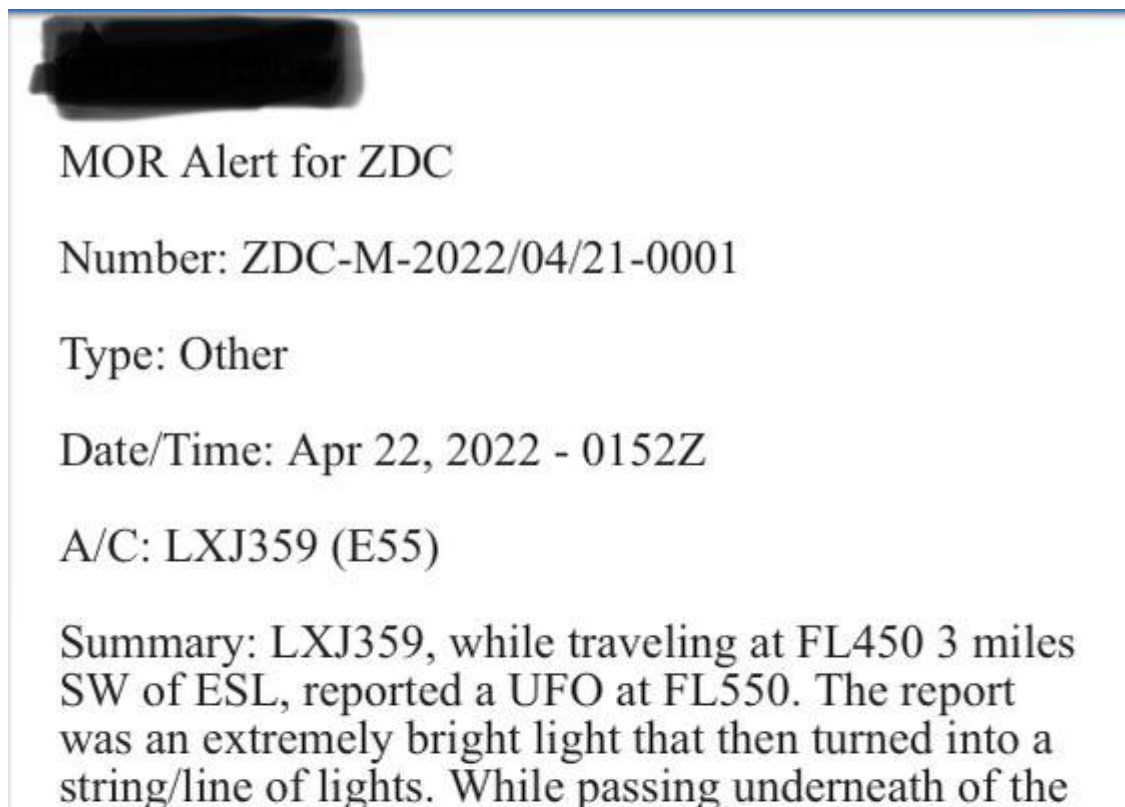 MOR Alert for ZDC
Number: ZDC-M-2022/04/21-0001
Type: Other
Date/Time: Apr 22, 2022 - 0152Z
A/C: LXJ359 (E55)
Summary: LXJ359, while traveling at FL450 3 miles
SW of ESL, reported a UFO at FL550. The report
was an extremely bright light that then turned into a
string/line of lights. While passing underneath of the